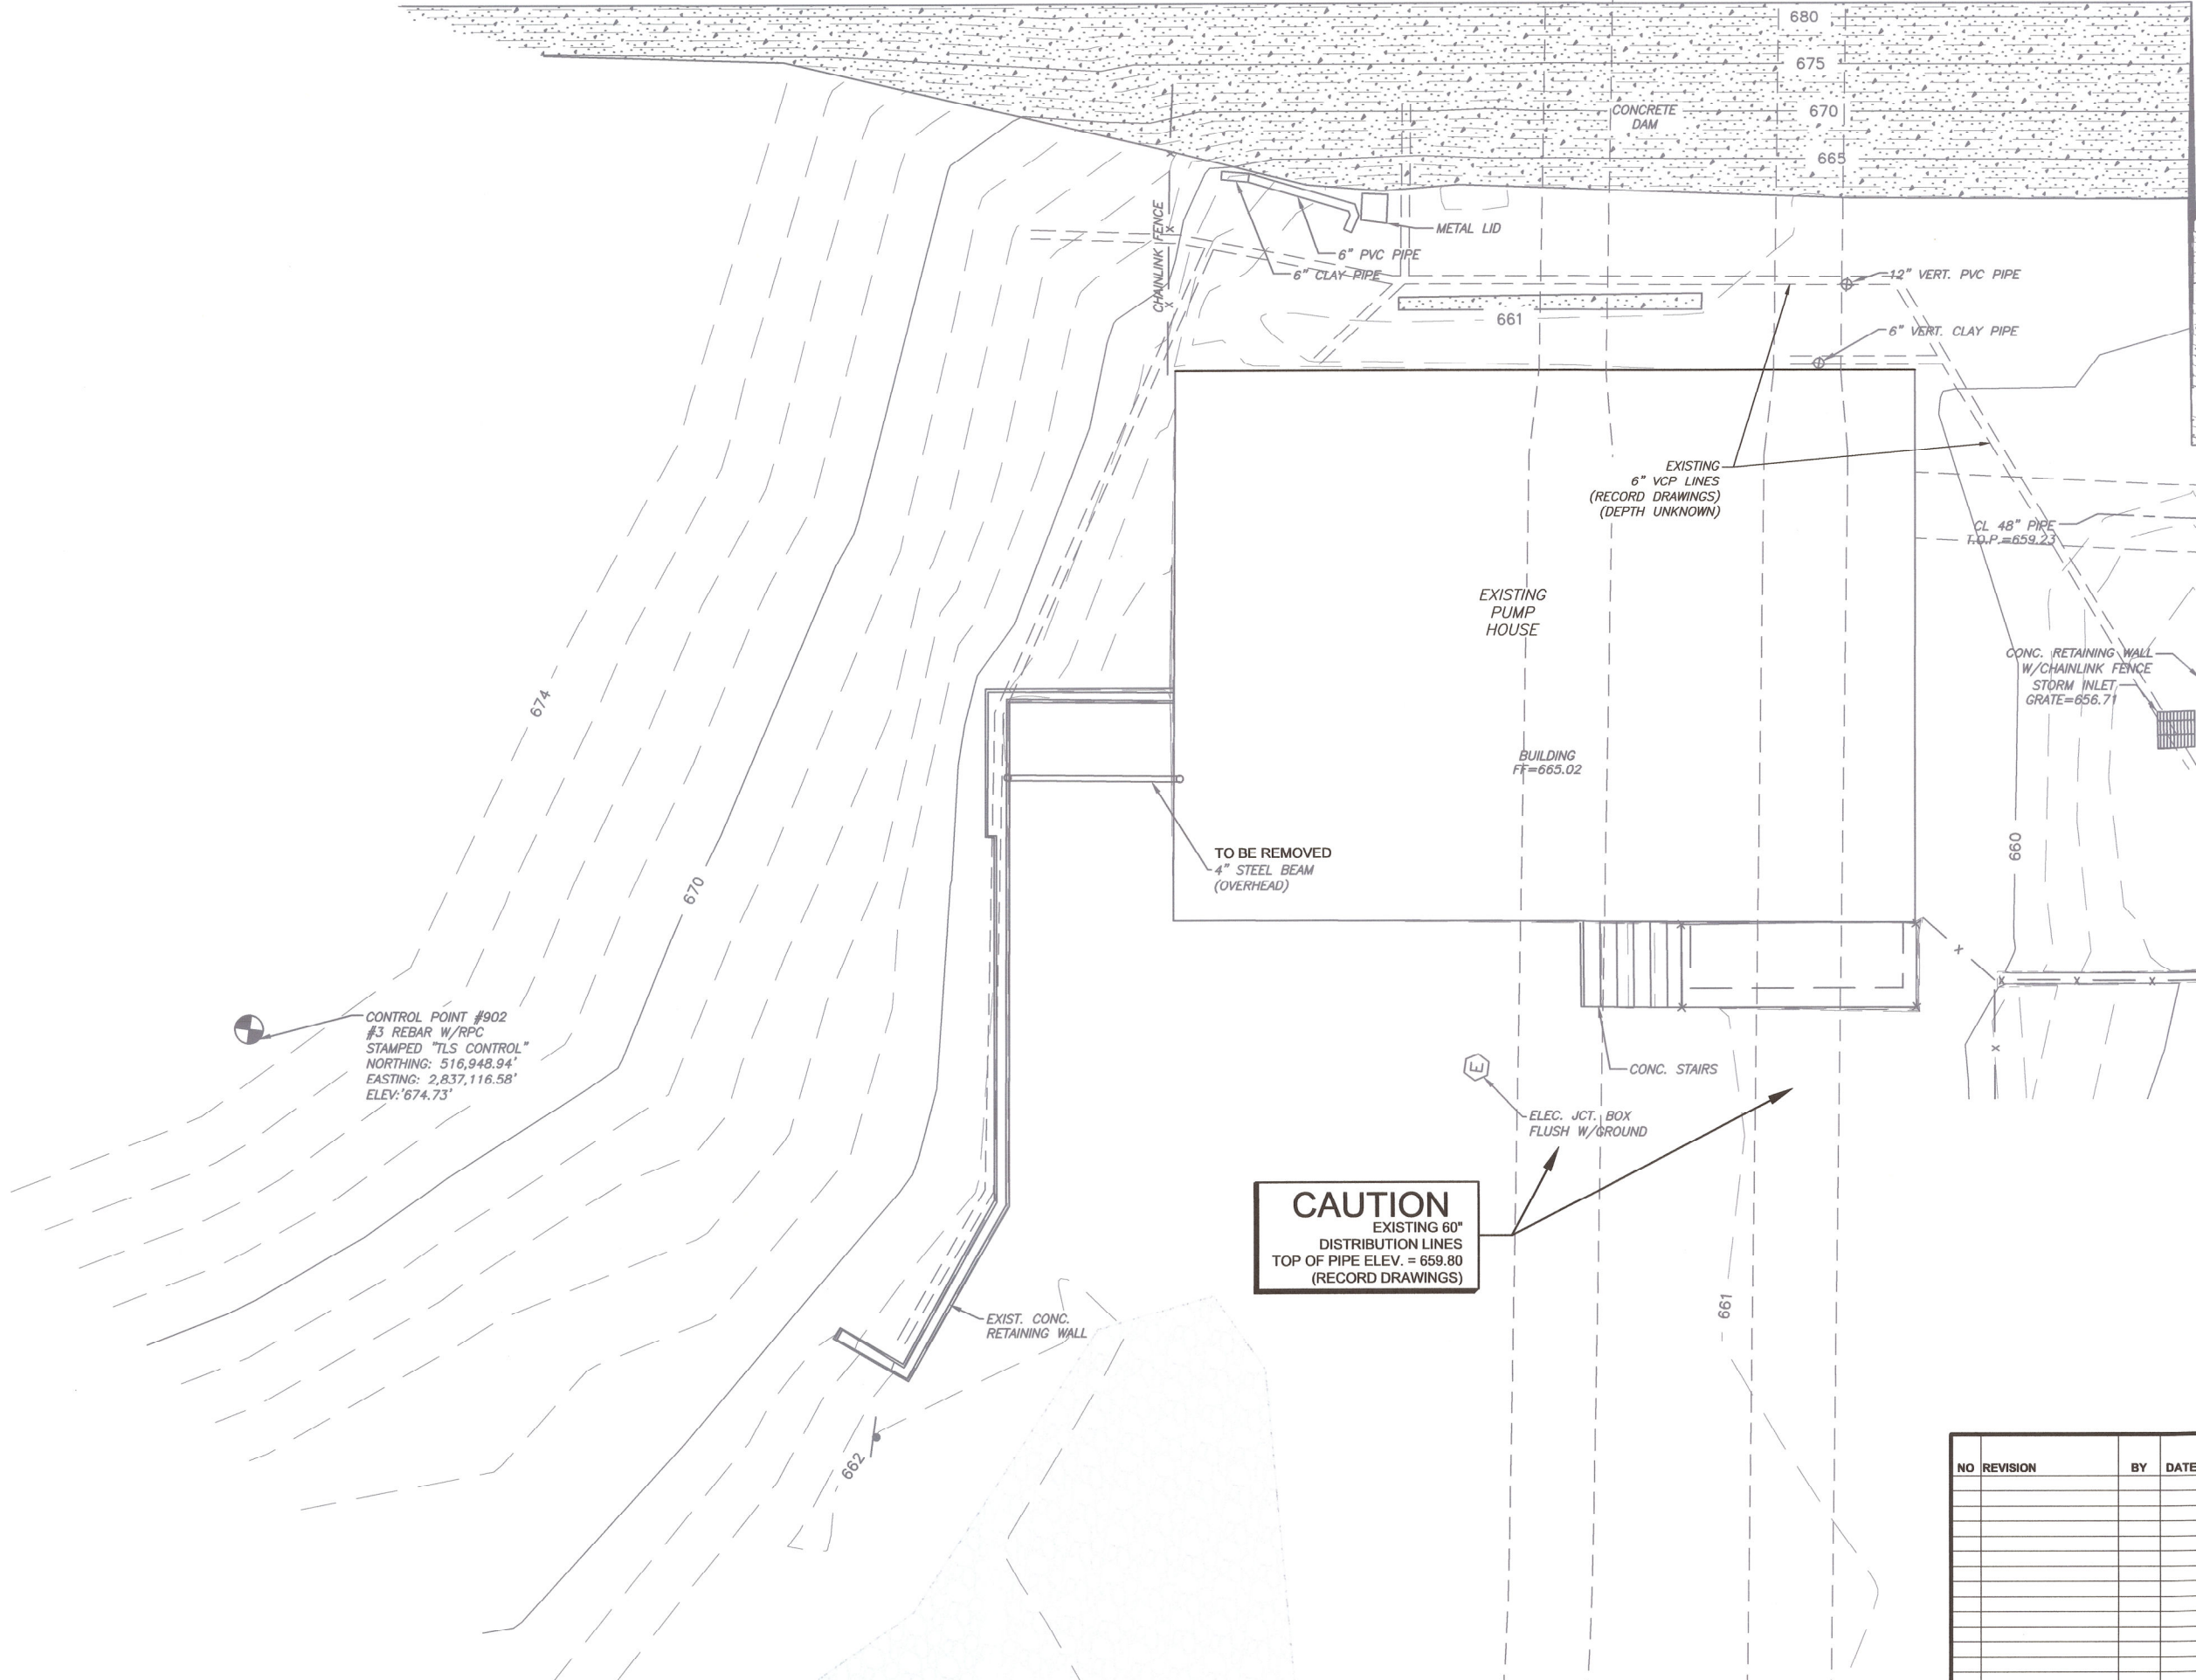 680
675
CONCRETE
DAM
670
665
CHAINLINK FENCE
METAL LID
6" PVC PIPE
6" CLAY PIPE
12" VERT. PVC PIPE
661
6" VERT. CLAY PIPE
EXISTING
6" VCP LINES
(RECORD DRAWINGS)
(DEPTH UNKNOWN)
CL 48" PIPE
T.O.P.=659.23
EXISTING
PUMP
HOUSE
CONC. RETAINING WALL
W/CHAINLINK FENCE
STORM INLET
GRATE=656.71
674
BUILDING
FF=665.02
TO BE REMOVED
4" STEEL BEAM
(OVERHEAD)
660
670
CONTROL POINT #902
#3 REBAR W/RPC
STAMPED "TLS CONTROL"
NORTHING: 516,948.94'
EASTING: 2,837,116.58'
ELEV:'674.73'
CONC. STAIRS
E
ELEC. JCT. BOX
FLUSH W/GROUND
CAUTION
EXISTING 60"
DISTRIBUTION LINES
TOP OF PIPE ELEV. = 659.80
(RECORD DRAWINGS)
661
EXIST. CONC.
RETAINING WALL
662
NO REVISION BY DATE